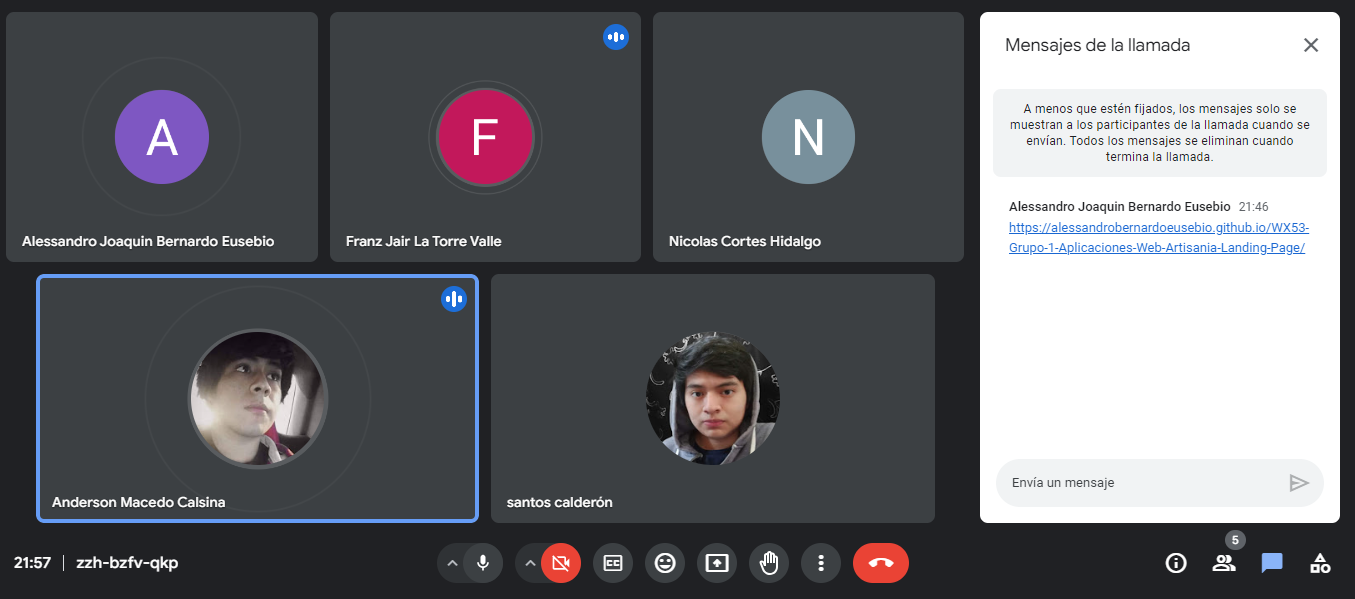 A
Alessandro Joaquin Bernardo Eusebio
F
Franz Jair La Torre Valle
N
Nicolas Cortes Hidalgo
Anderson Macedo Calsina
santos calderón
Mensajes de la llamada
A menos que estén fijados, los mensajes solo se
muestran a los participantes de la llamada cuando se
envían. Todos los mensajes se eliminan cuando
termina la llamada.
Alessandro Joaquin Bernardo Eusebio 21:46
https://alessandrobernardoeusebio.github.io/WX53-
Grupo-1-Aplicaciones-Web-Artisania-Landing-Page/
Envía un mensaje
21:57 | zzh-bzfv-qkp
5